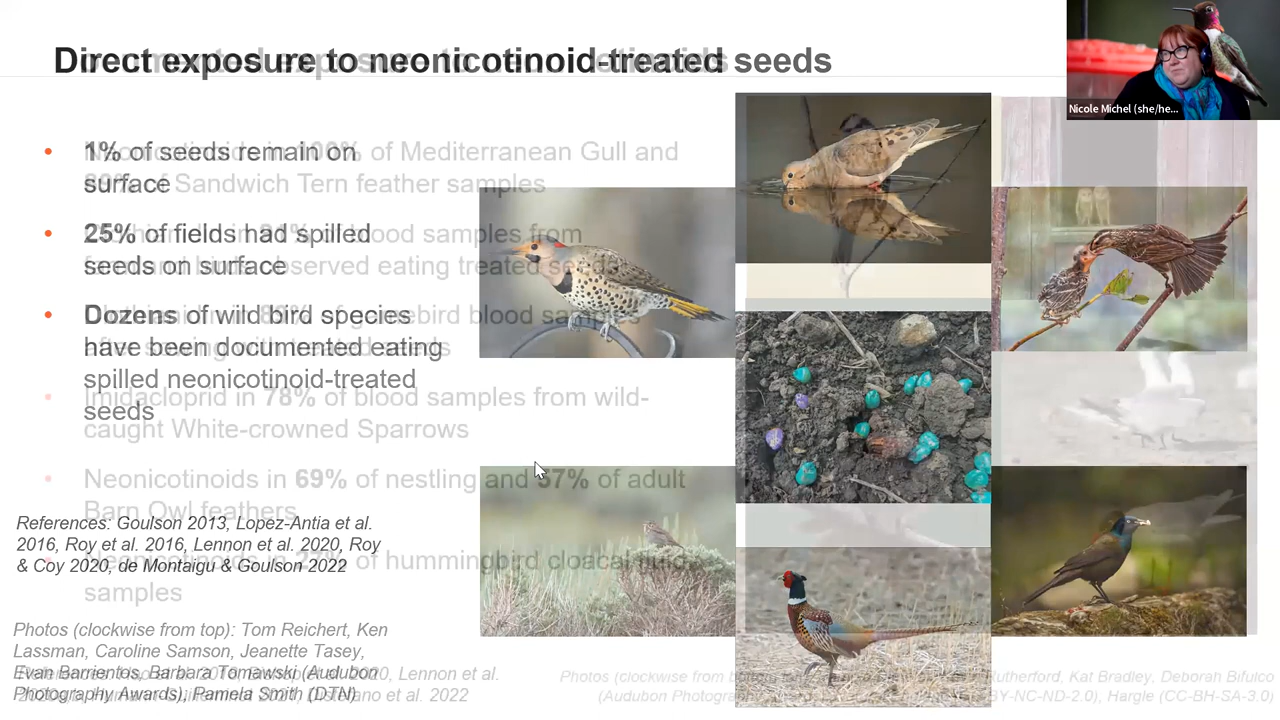 Direct exposure to neonicotinoid-treated seeds
Nicole Michel (she/he...
1% of seeds remain on
surface
25% of fields had spilled
seeds on surface
Dozens of wild bird species
have been documented eating
spilled neonicotinoid-treated
seeds
References: Goulson 2013, Lopez-Antia et al.
2016, Roy et al. 2016, Lennon et al. 2020, Roy
& Coy 2020, de Montaigu & Goulson 2022
Photos (clockwise from top): Tom Reichert, Ken
Lassman, Caroline Samson, Jeanette Tasey,
Evan Barrientos, Barbara Tomawski (Audubon
Photography Awards), Pamela Smith (DTN)
100% of Mediterranean Gull and
of Sandwich Tern feather samples
blood samples from
observed eating treated seeds
blood samples
Imidacloprid in 78% of blood samples from wild-
caught White-crowned Sparrows
Neonicotinoids in 69% of nestling and 57% of adult
Barn Owl feathers
of hummingbird cloacal fluid
samples
2020, Lennon et al.
et al. 2022
Photos (clockwise from
Rutherford, Kat Bradley, Deborah Bifulco
(Audubon
BY-NC-ND-2.0), Hargle (CC-BH-SA-3.0)